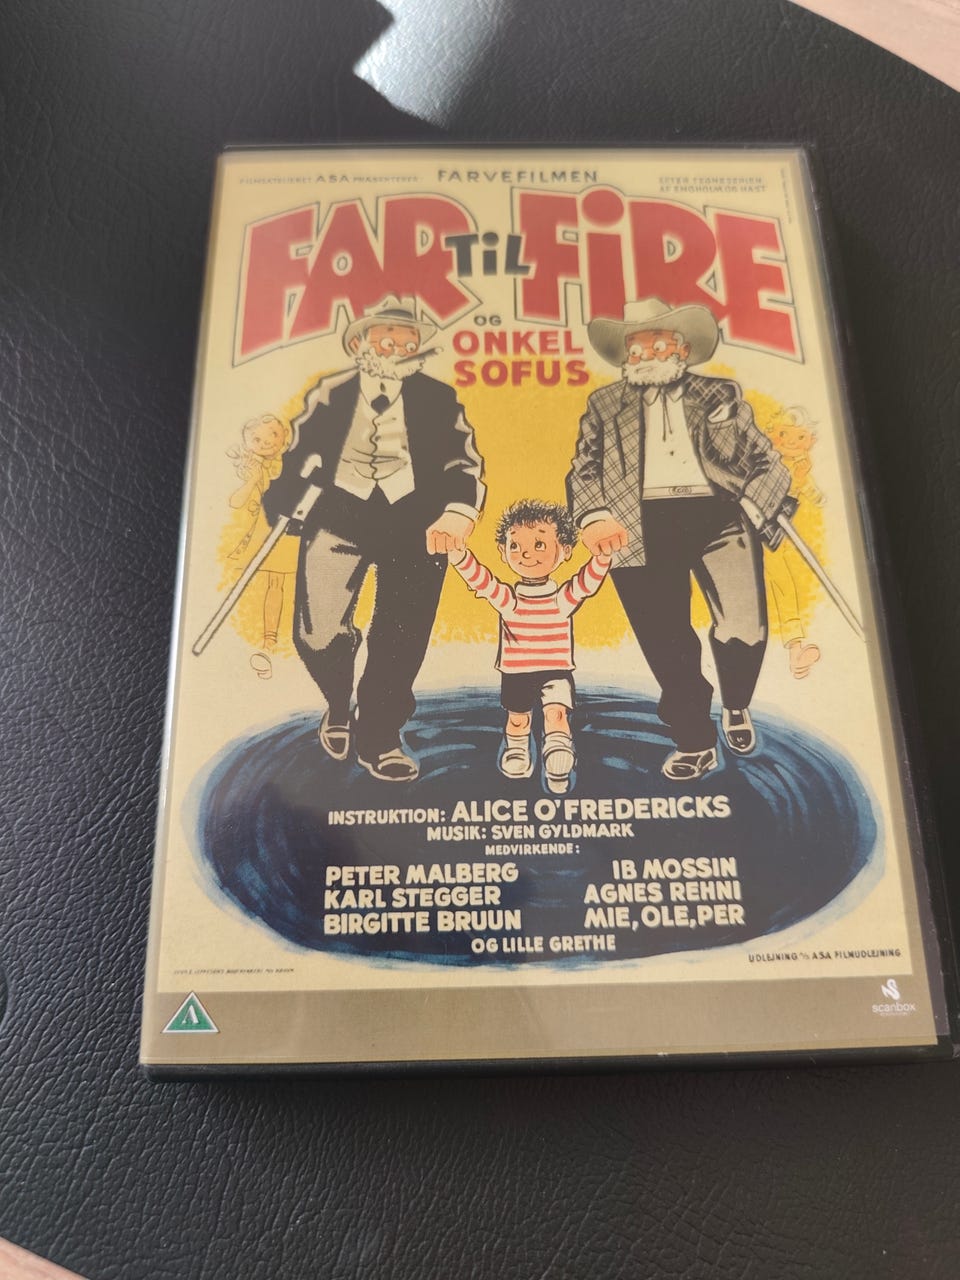 FILMATELIERET ASA PRÆSENTERER: FARVEFILMEN
EFTER TEGNESERIEN
AF ENGHOLM OG HAST
FAR TiL FiRE
OG
ONKEL
SOFUS
INSTRUKTION: ALICE O'FREDERICKS
MUSIK: SVEN GYLDMARK
MEDVIRKENDE:
PETER MALBERG
KARL STEGGER
BIRGITTE BRUUN
IB MOSSIN
AGNES REHNI
MIE, OLE, PER
OG LILLE GRETHE
UDLEJNING A/S ASA FILMUDLEJNING
A
scanbox